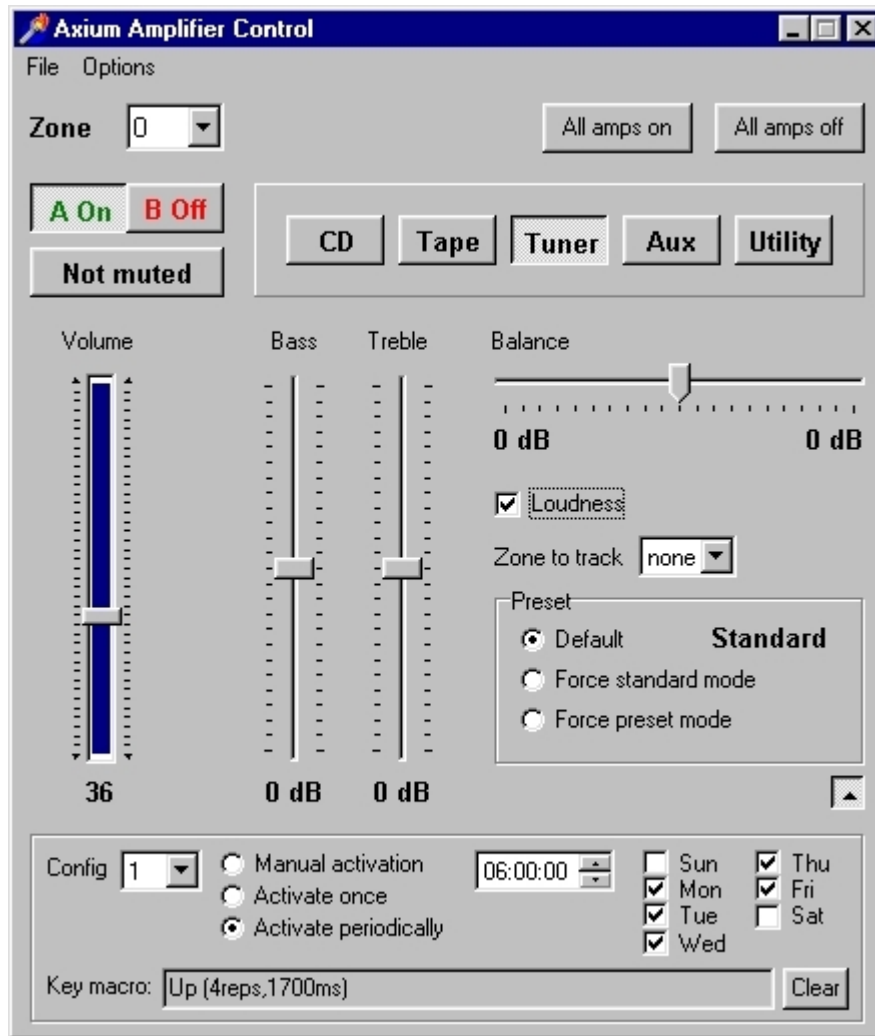 Axium Amplifier Control
File Options
Zone 0 All amps on All amps off
A On B Off
CD Tape Tuner Aux Utility
Not muted
Volume Bass Treble Balance
0 dB 0 dB
Loudness
Zone to track none
Preset
Default Standard
Force standard mode
Force preset mode
36 0 dB 0 dB
Config 1 Manual activation 06:00:00 Sun Thu
Mon Fri
Activate once Tue Sat
Activate periodically Wed
Key macro: Up (4reps,1700ms) Clear